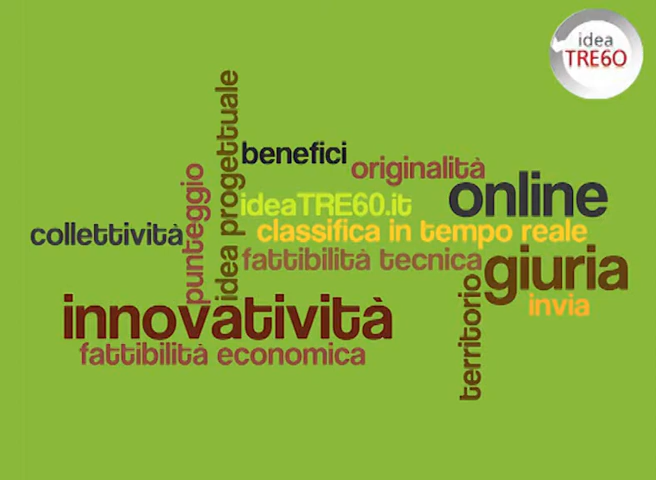 idea
TRE60
idea progettuale
benefici
originalità
punteggio
online
ideaTRE60.it
collettività
classifica in tempo reale
fattibilità tecnica
giuria
territorio
invia
innovatività
fattibilità economica